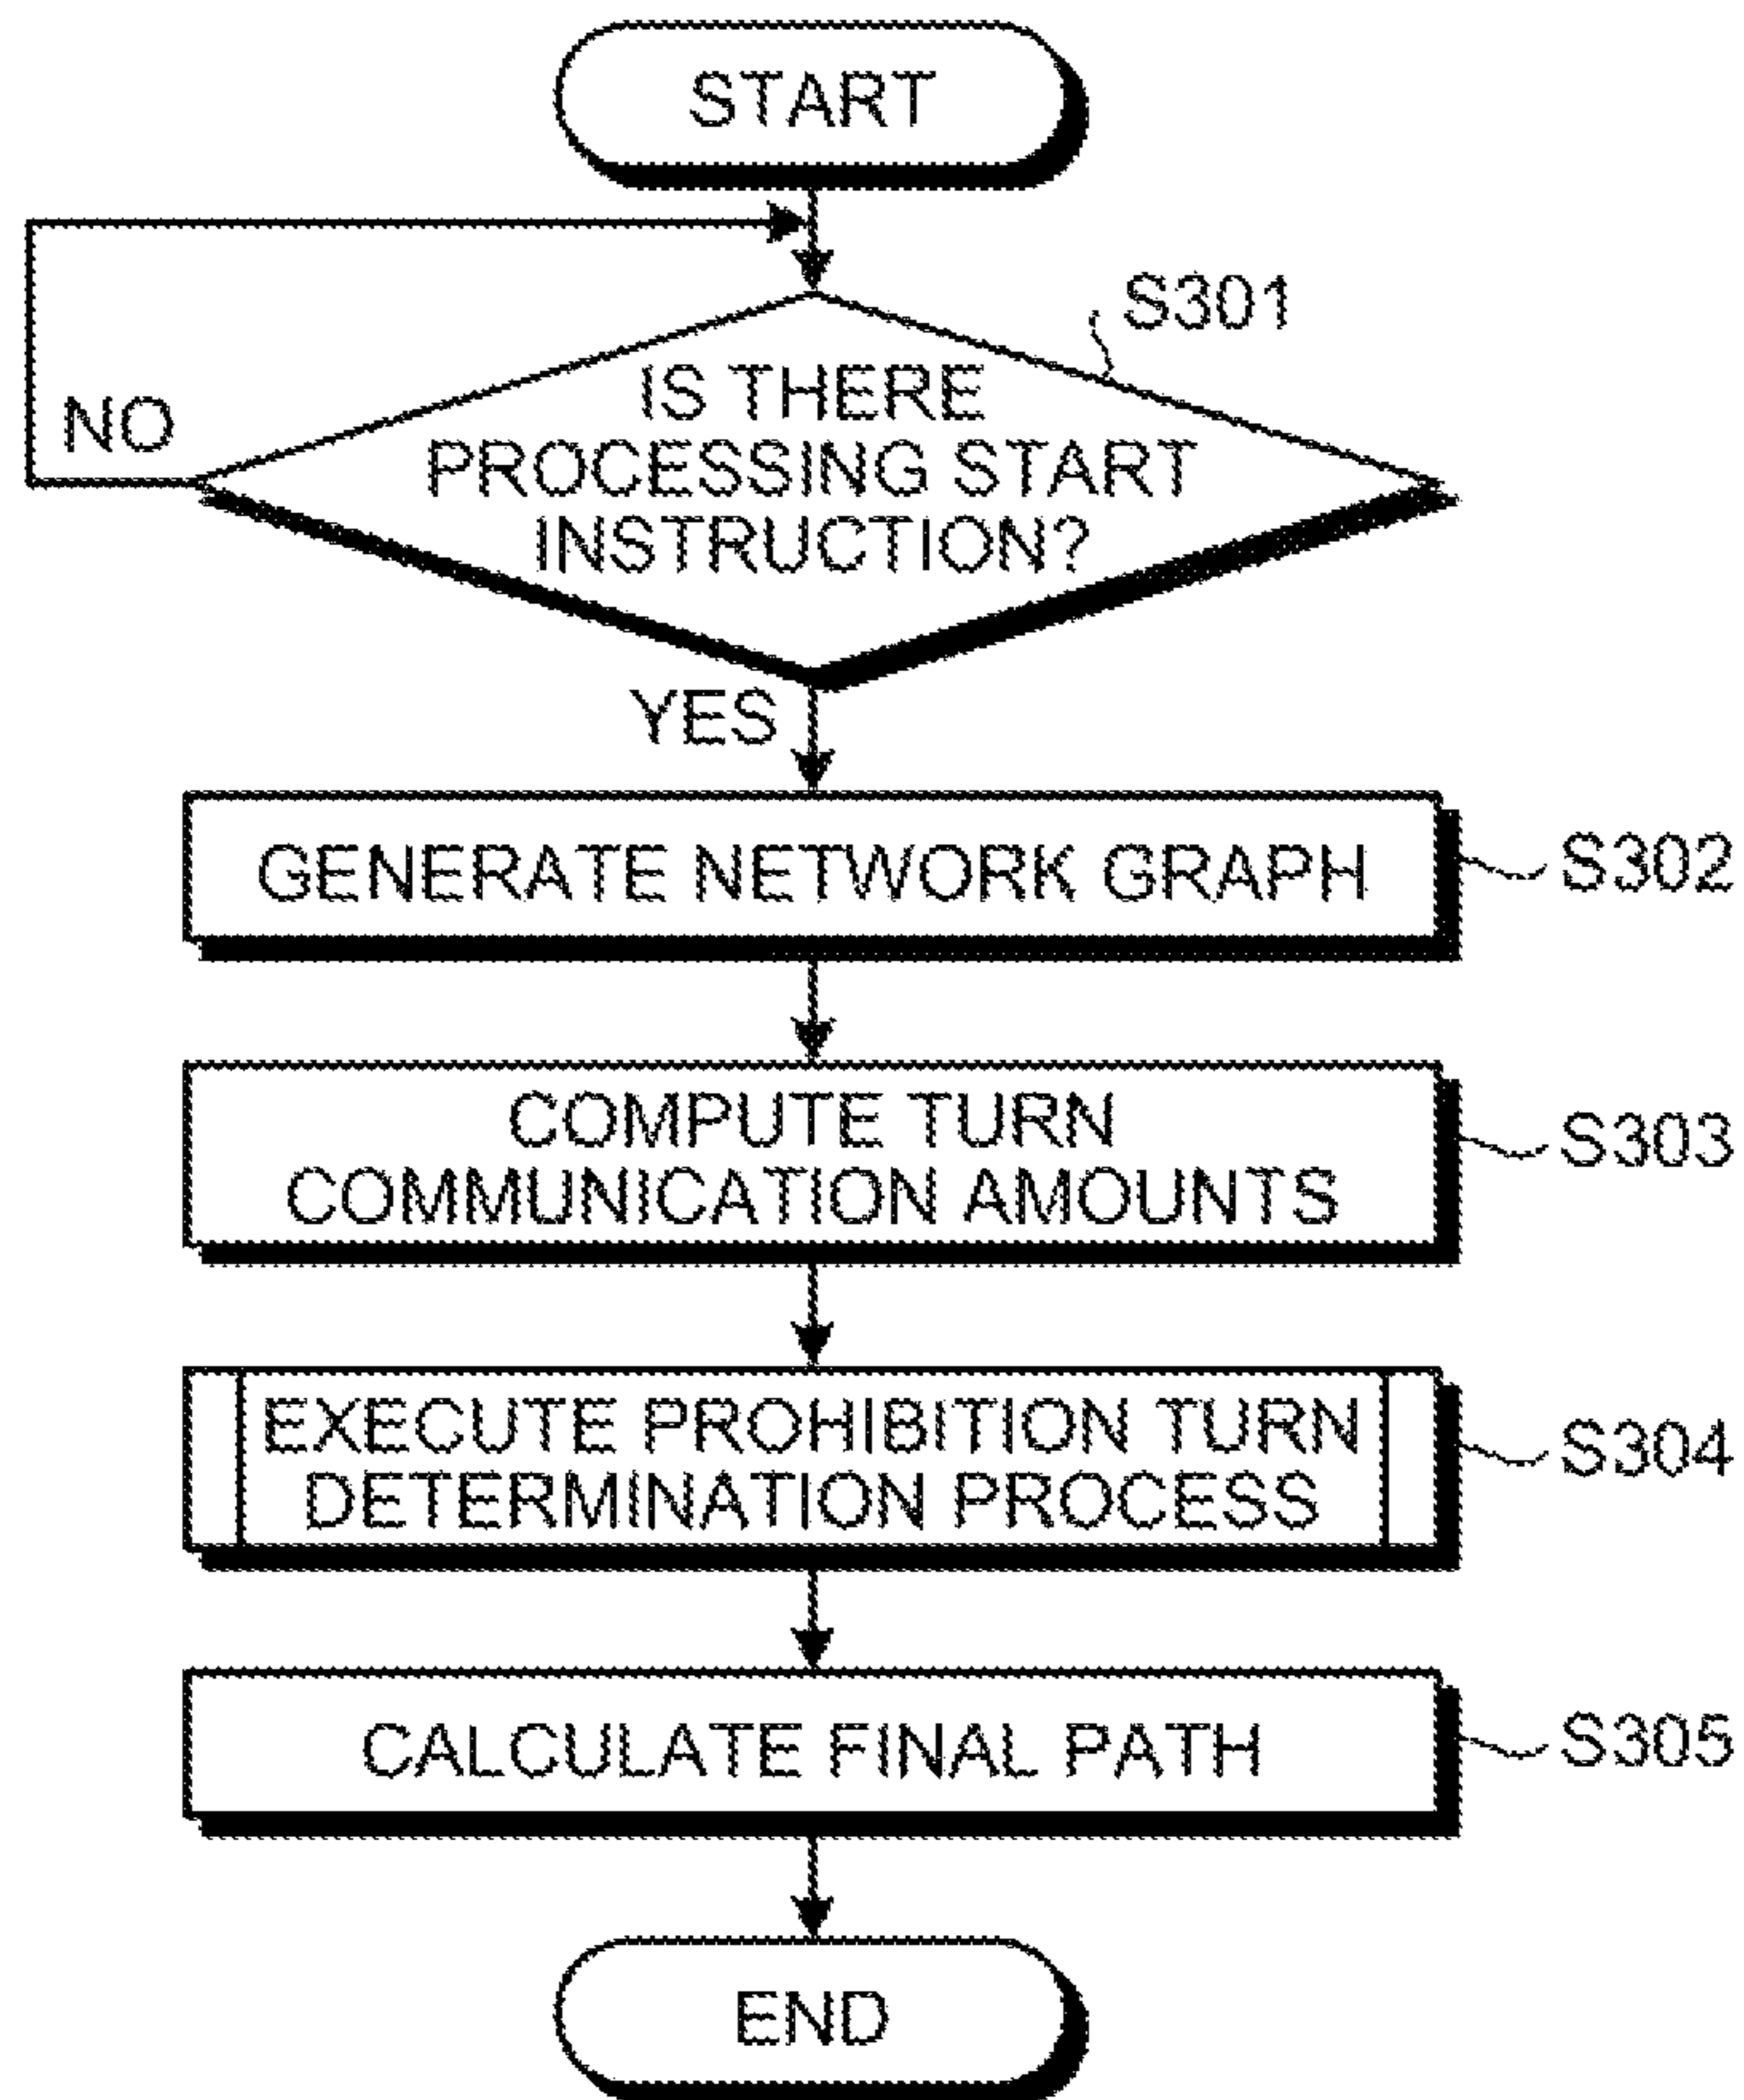 START
S301
IS THERE
PROCESSING START
INSTRUCTION?
NO
YES
GENERATE NETWORK GRAPH
S302
COMPUTE TURN
COMMUNICATION AMOUNTS
S303
EXECUTE PROHIBITION TURN
DETERMINATION PROCESS
S304
CALCULATE FINAL PATH
S305
END